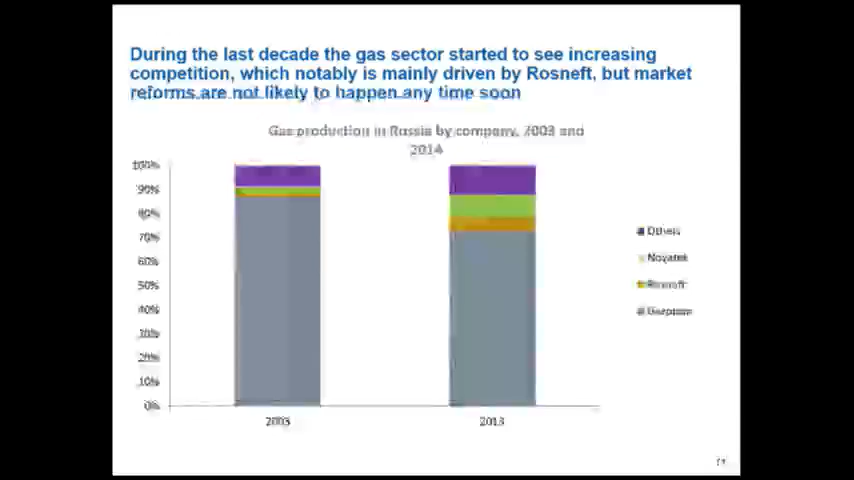 During the last decade the gas sector started to see increasing
competition, which notably is mainly driven by Rosneft, but market
reforms are not likely to happen any time soon
Gas production in Russia by company, 2003 and
2014
100%
90%
80%
70%
60%
50%
40%
30%
20%
10%
0%
2003
2013
Others
Novatek
Rosneft
Gazprom